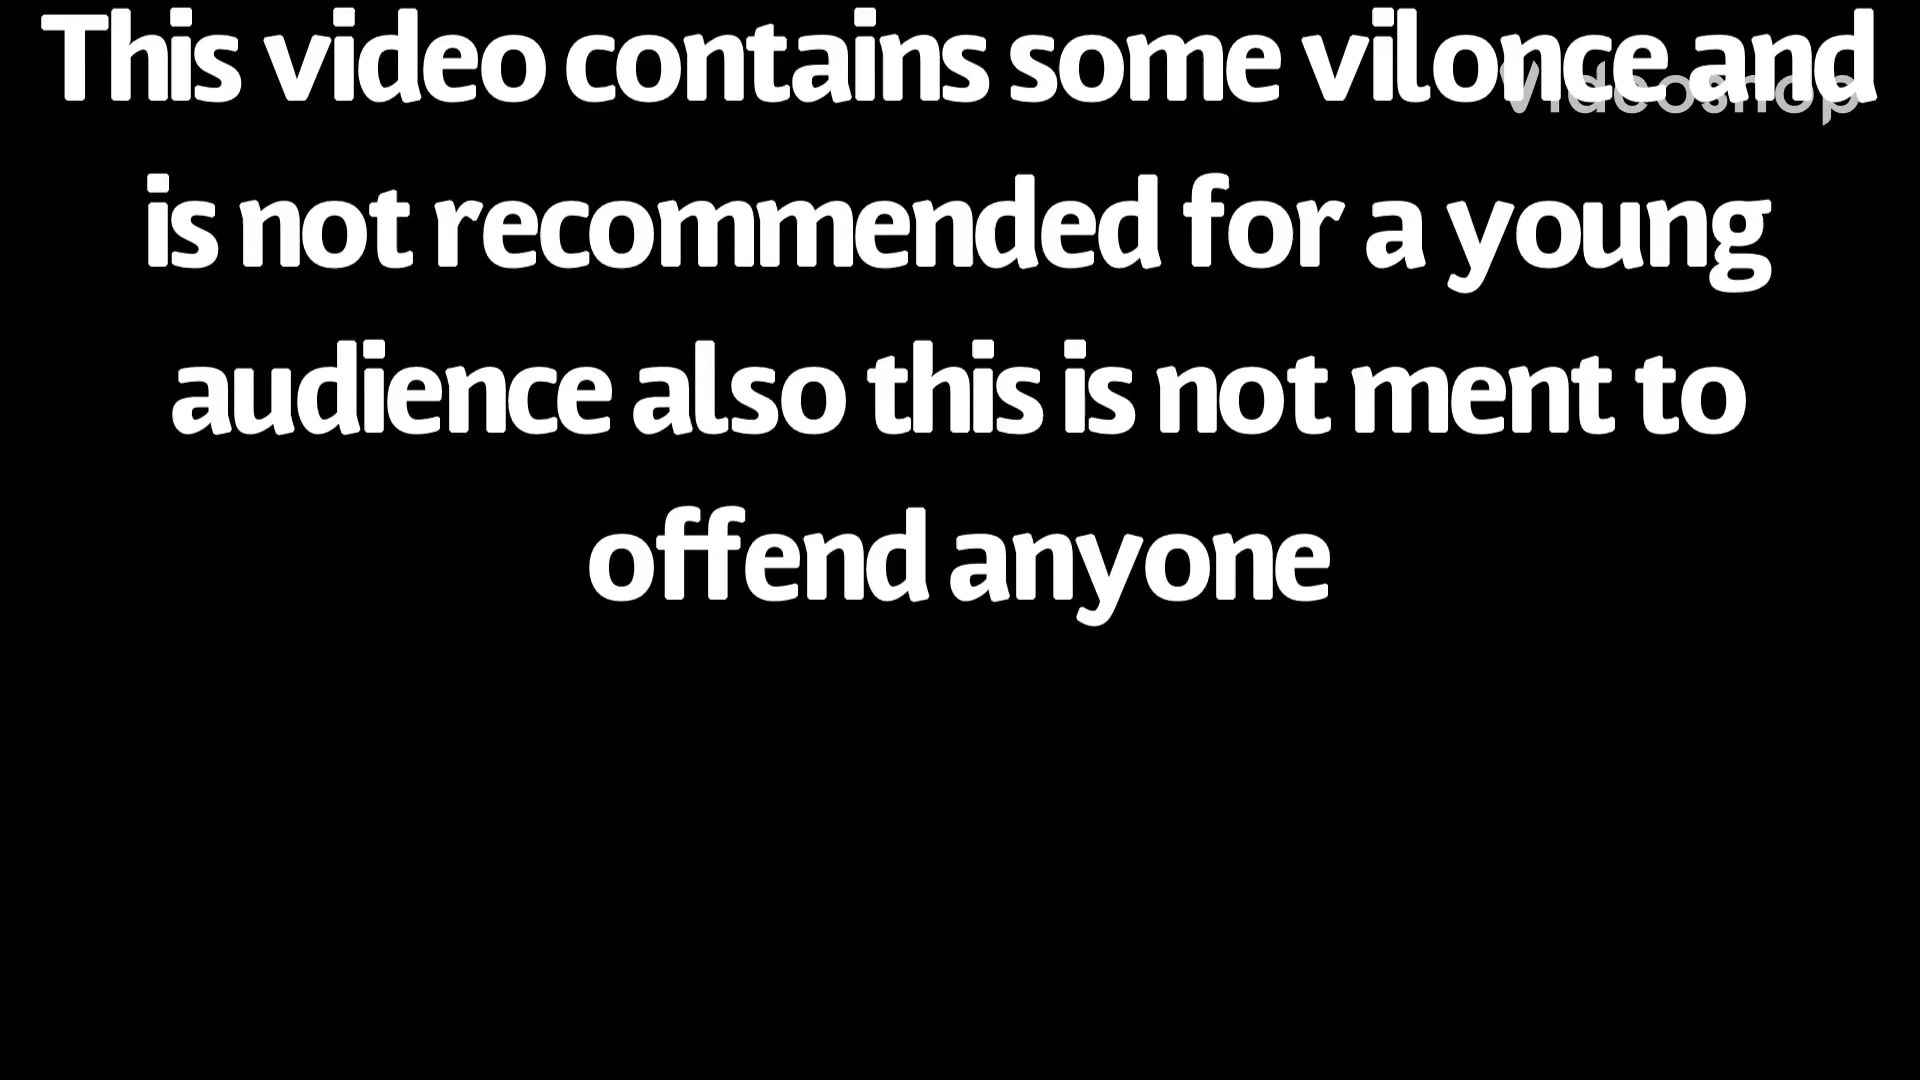 This video contains some vilonce and
Videoshop
is not recommended for a young
audience also this is not ment to
offend anyone